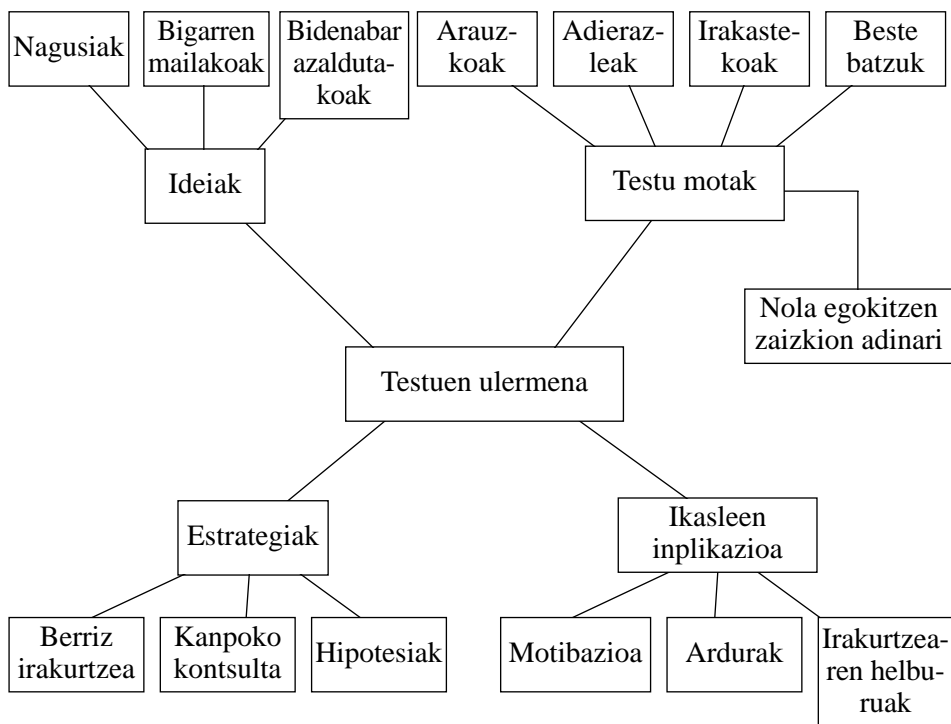 Nagusiak
Bigarren
mailakoak
Bidenabar
azalduta-
koak
Arauz-
koak
Adieraz-
leak
Irakaste-
koak
Beste
batzuk
Ideiak
Testu motak
Nola egokitzen
zaizkion adinari
Testuen ulermena
Estrategiak
Ikasleen
inplikazioa
Berriz
irakurtzea
Kanpoko
kontsulta
Hipotesiak
Motibazioa
Ardurak
Irakurtzea-
ren helbu-
ruak